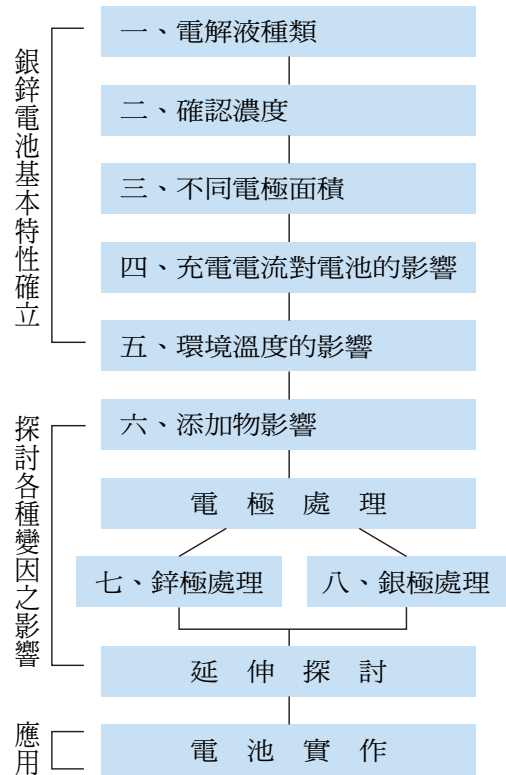 銀鋅電池基本特性確立
一、電解液種類
二、確認濃度
三、不同電極面積
四、充電電流對電池的影響
五、環境溫度的影響
探討各種變因之影響
六、添加物影響
電極處理
七、鋅極處理
八、銀極處理
延伸探討
應用
電池實作